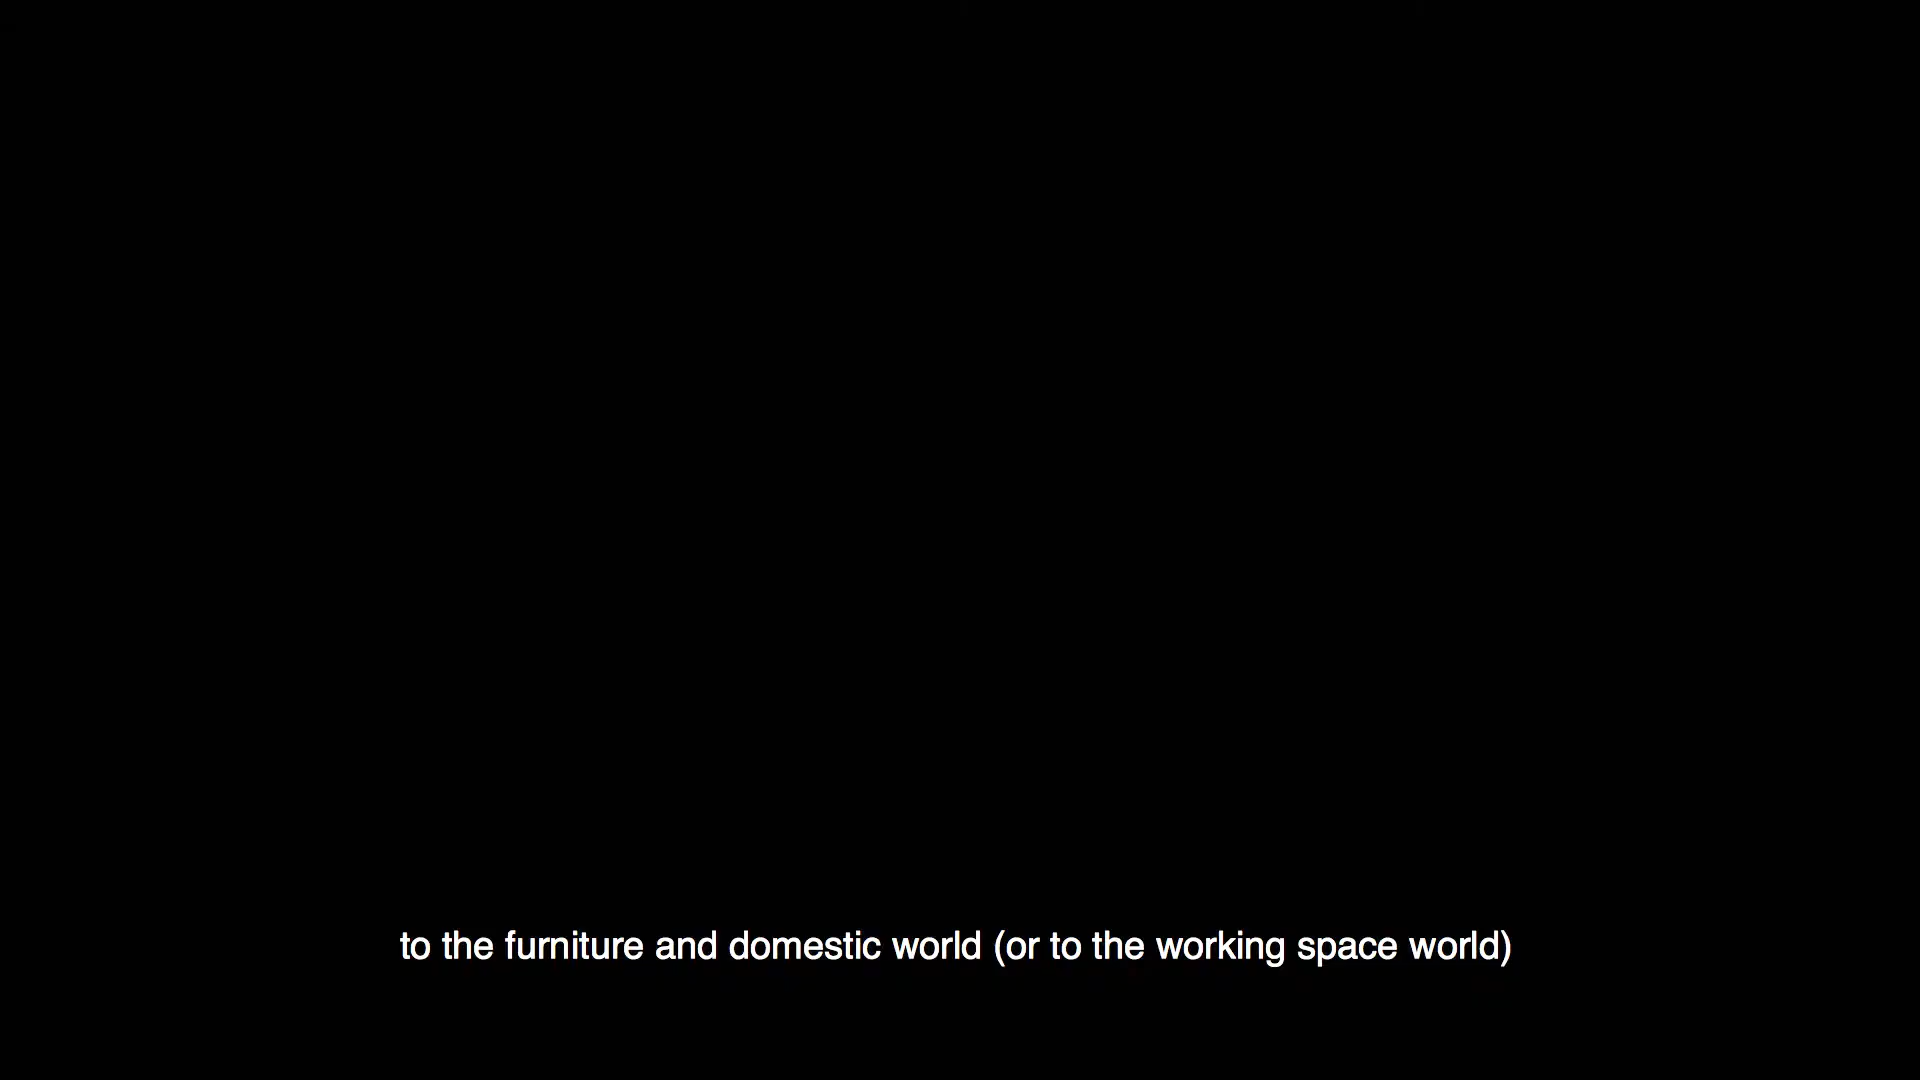 to the furniture and domestic world (or to the working space world)